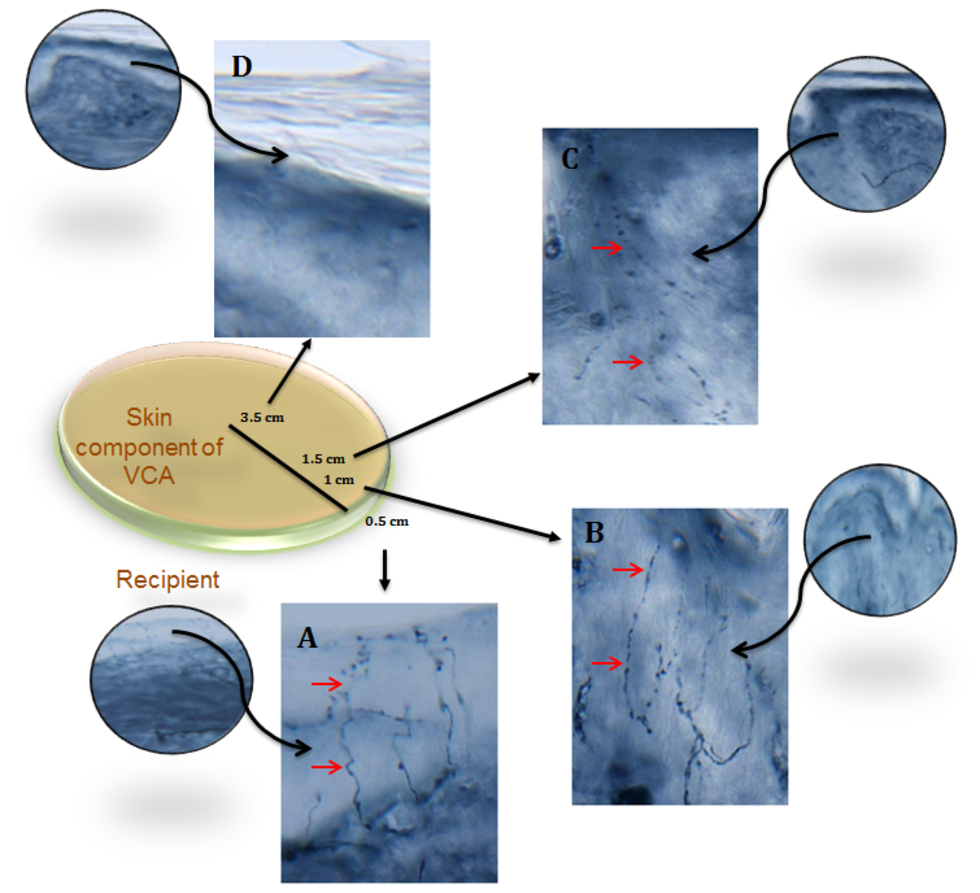 D
C
3.5 cm
Skin
component of
VCA
1.5 cm
1 cm
0.5 cm
B
Recipient
A